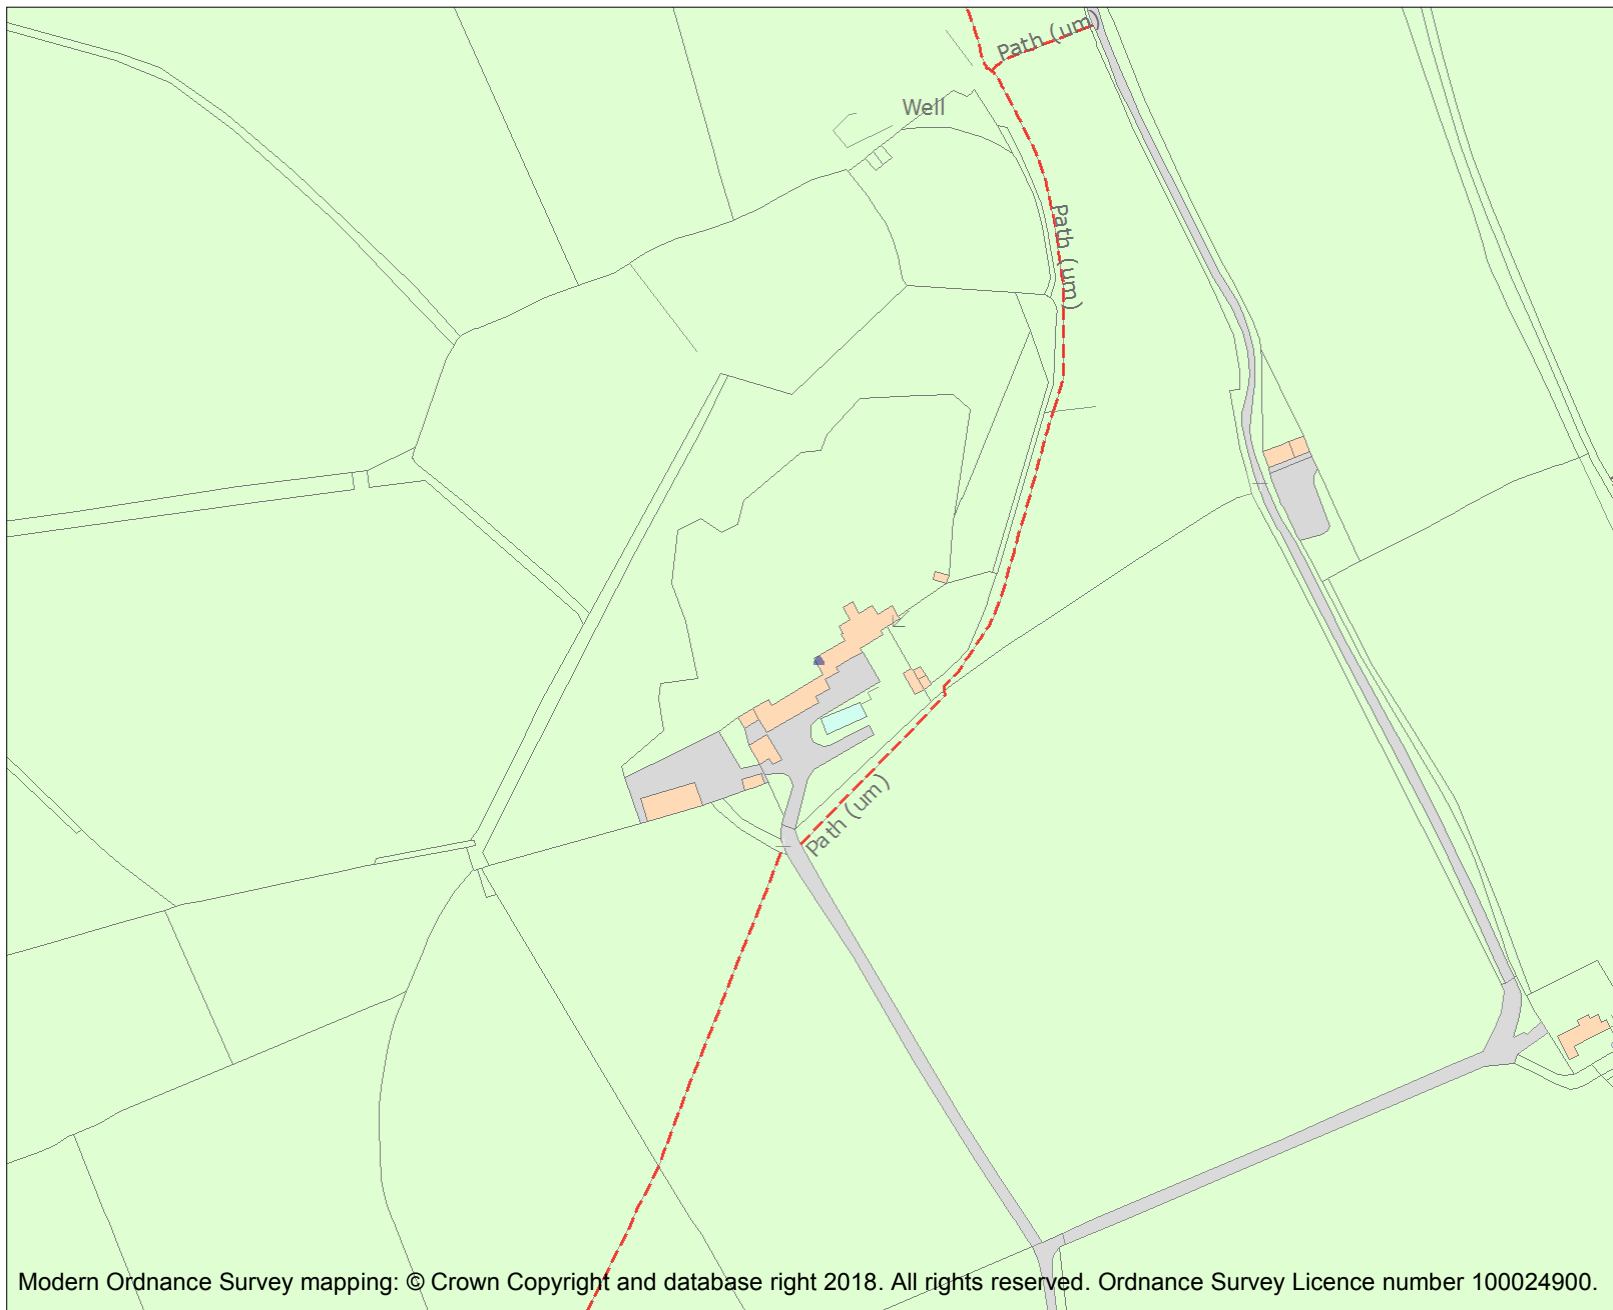 Path (um)
Well
Path (um)
Path (um)
Modern Ordnance Survey mapping: © Crown Copyright and database right 2018. All rights reserved. Ordnance Survey Licence number 100024900.